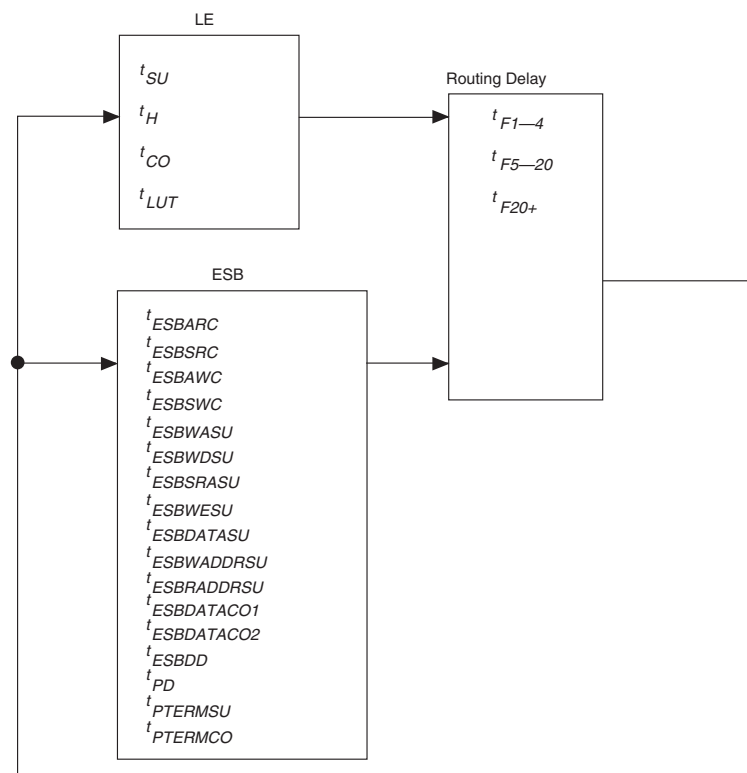 LE
tSU
tH
tCO
tLUT
Routing Delay
tF1—4
tF5—20
tF20+
ESB
tESBARC
tESBSRC
tESBAWC
tESBSWC
tESBWASU
tESBWDSU
tESBSRASU
tESBWESU
tESBDATASU
tESBWADDRSU
tESBRADDRSU
tESBDATACO1
tESBDATACO2
tESBDD
tPD
tPTERMSU
tPTERMCO